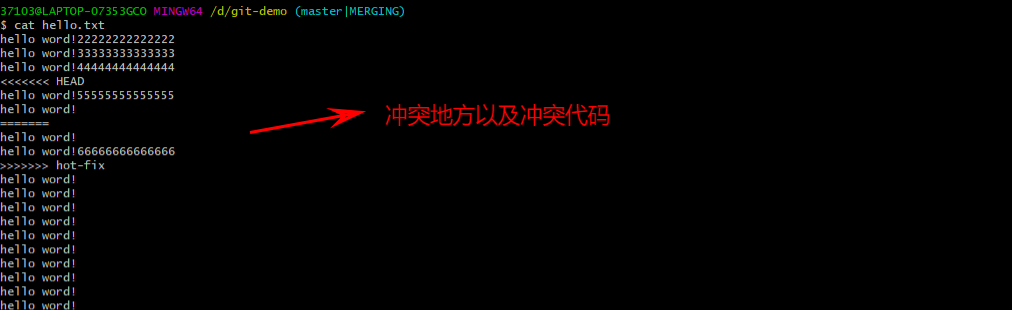 37103@LAPTOP-07353GCO MINGW64 /d/git-demo (master|MERGING)
$ cat hello.txt
hello word!22222222222222
hello word!33333333333333
hello word!44444444444444
<<<<<<< HEAD
hello word!55555555555555
hello word!
冲突地方以及冲突代码
=======
hello word!
hello word!66666666666666
>>>>>>> hot-fix
hello word!
hello word!
hello word!
hello word!
hello word!
hello word!
hello word!
hello word!
hello word!
hello word!